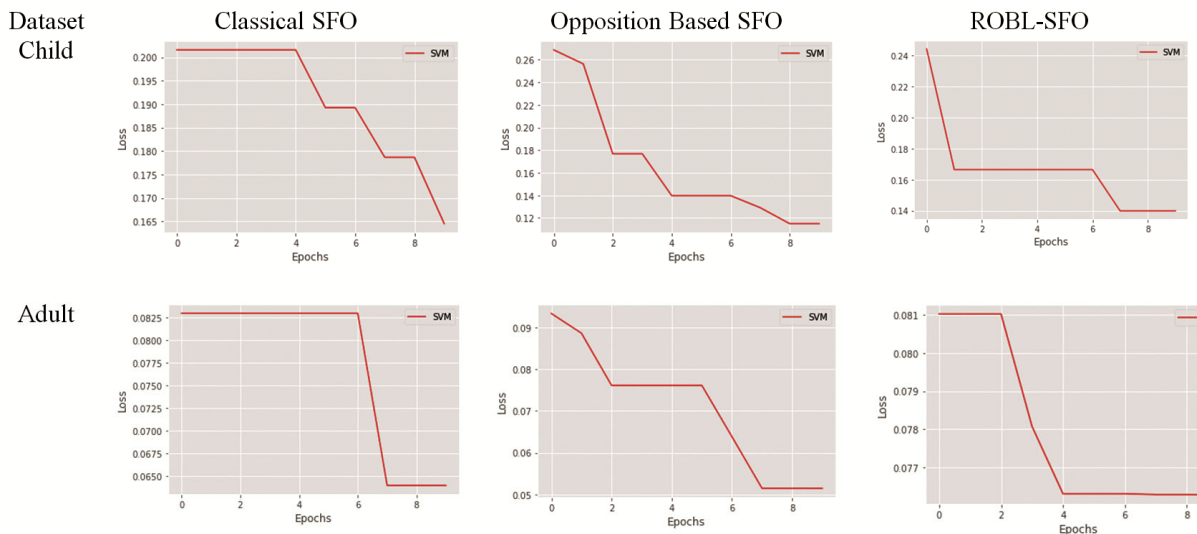 Dataset
Child
Classical SFO
Opposition Based SFO
ROBL-SFO
SVM
0.200
0.195
0.190
0.185
0.180
0.175
0.170
0.165
Loss
0 2 4 6 8
Epochs
SVM
0.26
0.24
0.22
0.20
0.18
0.16
0.14
0.12
Loss
0 2 4 6 8
Epochs
SVM
0.24
0.22
0.20
0.18
0.16
0.14
Loss
0 2 4 6 8
Epochs
Adult
SVM
0.0825
0.0800
0.0775
0.0750
0.0725
0.0700
0.0675
0.0650
Loss
0 2 4 6 8
Epochs
SVM
0.09
0.08
0.07
0.06
0.05
Loss
0 2 4 6 8
Epochs
0.081
0.080
0.079
0.078
0.077
Loss
0 2 4 6 8
Epochs